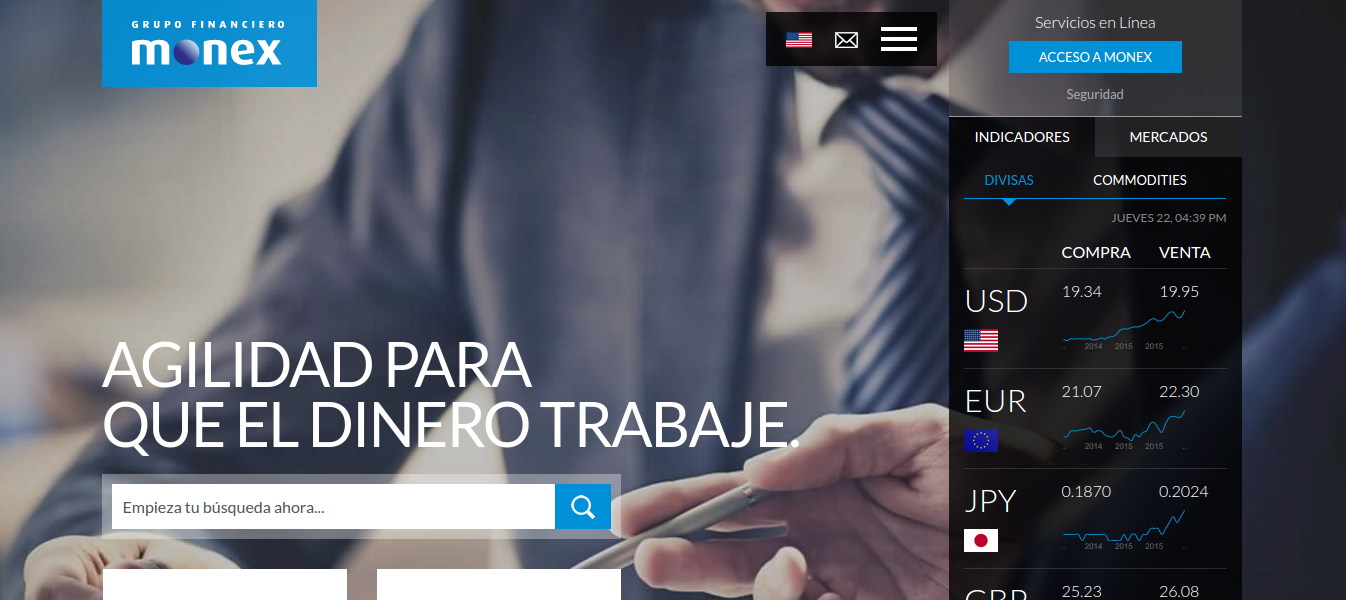 GRUPO FINANCIERO
monex
Servicios en Línea
ACCESO A MONEX
Seguridad
INDICADORES MERCADOS
DIVISAS COMMODITIES
JUEVES 22, 04:39 PM
COMPRA VENTA
USD 19.34 19.95
.. 2014 2015 2015 ..
EUR 21.07 22.30
.. 2014 2015 2015 ..
JPY 0.1870 0.2024
.. 2014 2015 2015 ..
GBP 25.23 26.08
AGILIDAD PARA
QUE EL DINERO TRABAJE.
Empieza tu búsqueda ahora...